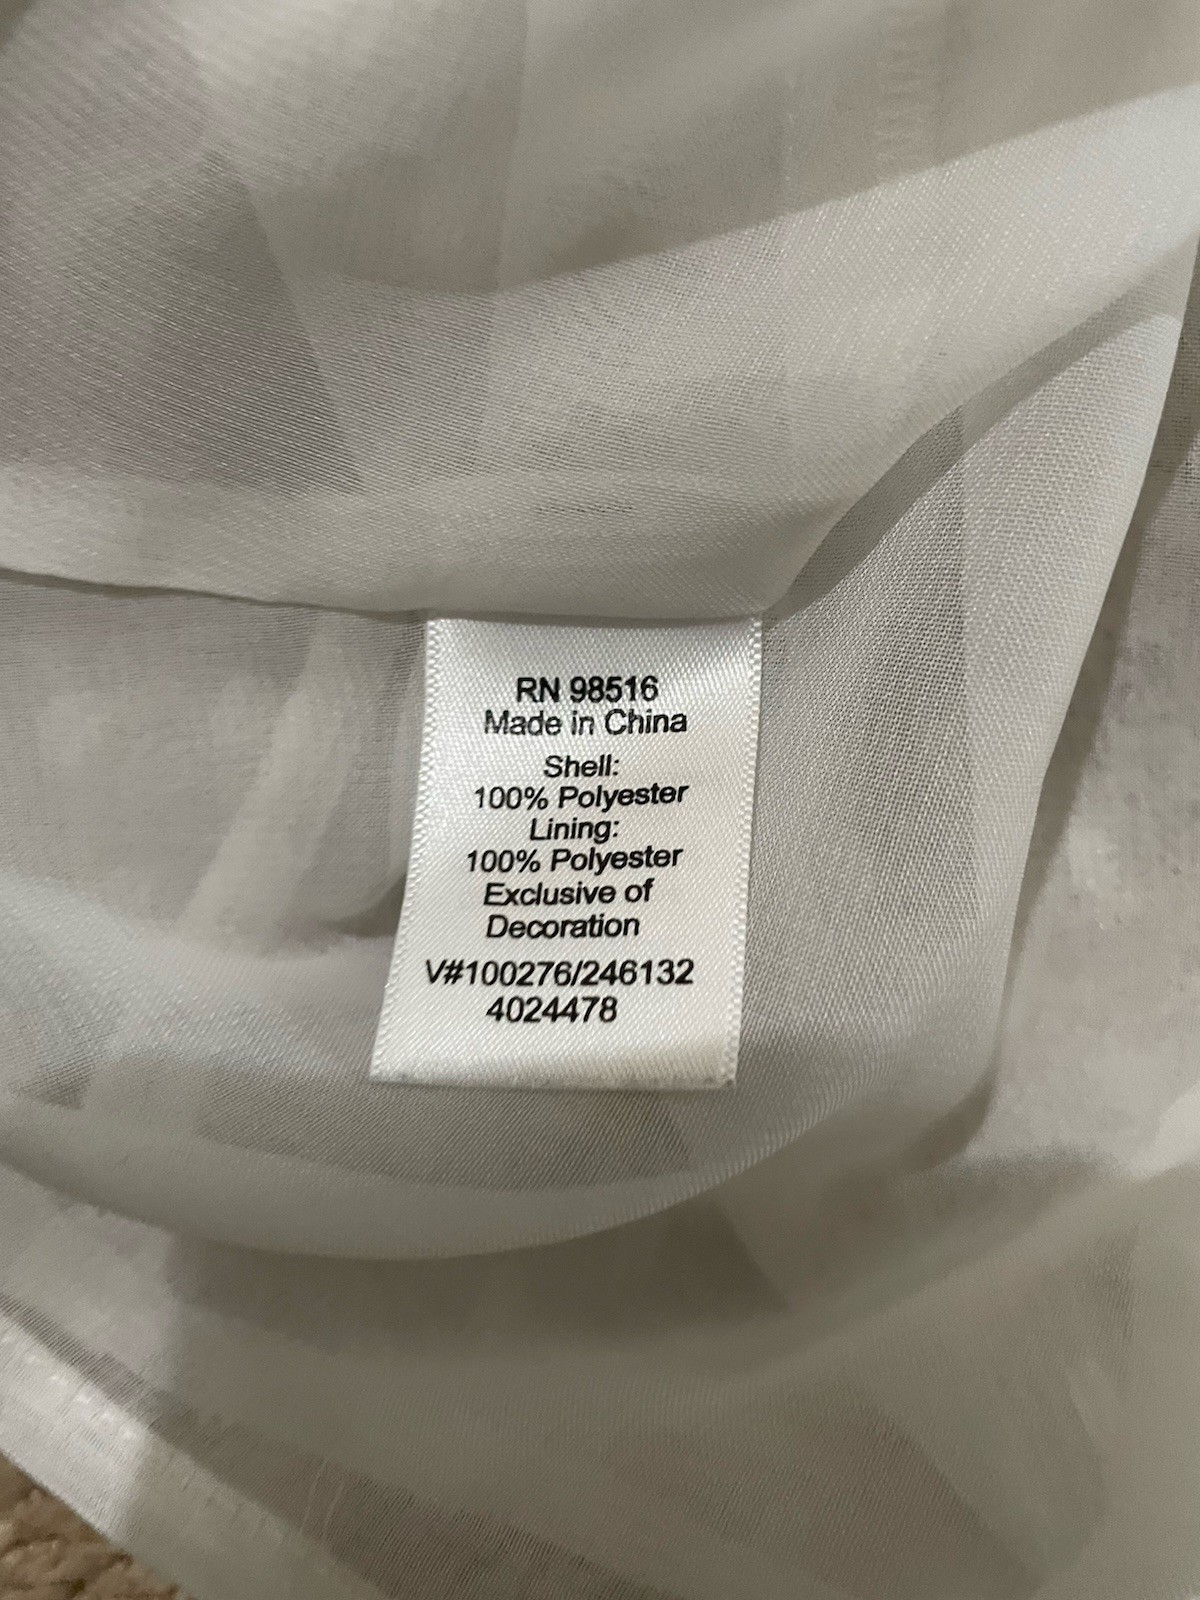 RN 98516
Made in China
Shell:
100% Polyester
Lining:
100% Polyester
Exclusive of
Decoration
V#100276/246132
4024478